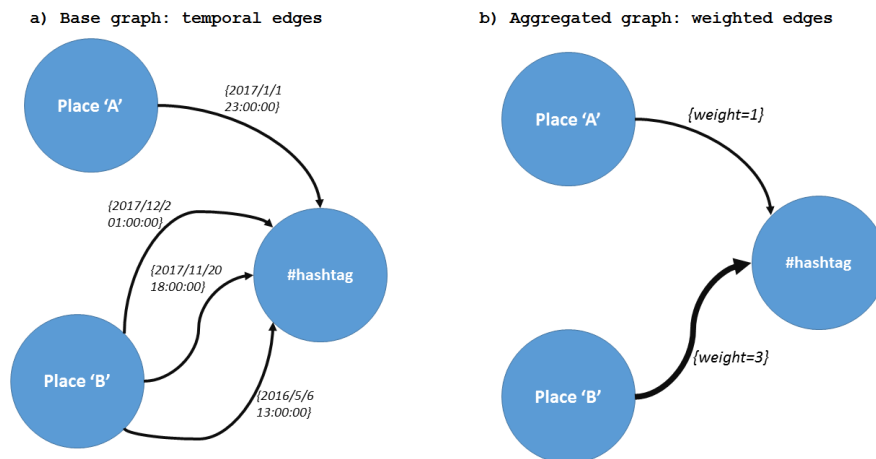 a) Base graph: temporal edges
Place ‘A’
{2017/1/1
23:00:00}
{2017/12/2
01:00:00}
{2017/11/20
18:00:00}
#hashtag
Place ‘B’
{2016/5/6
13:00:00}
b) Aggregated graph: weighted edges
Place ‘A’
{weight=1}
#hashtag
{weight=3}
Place ‘B’